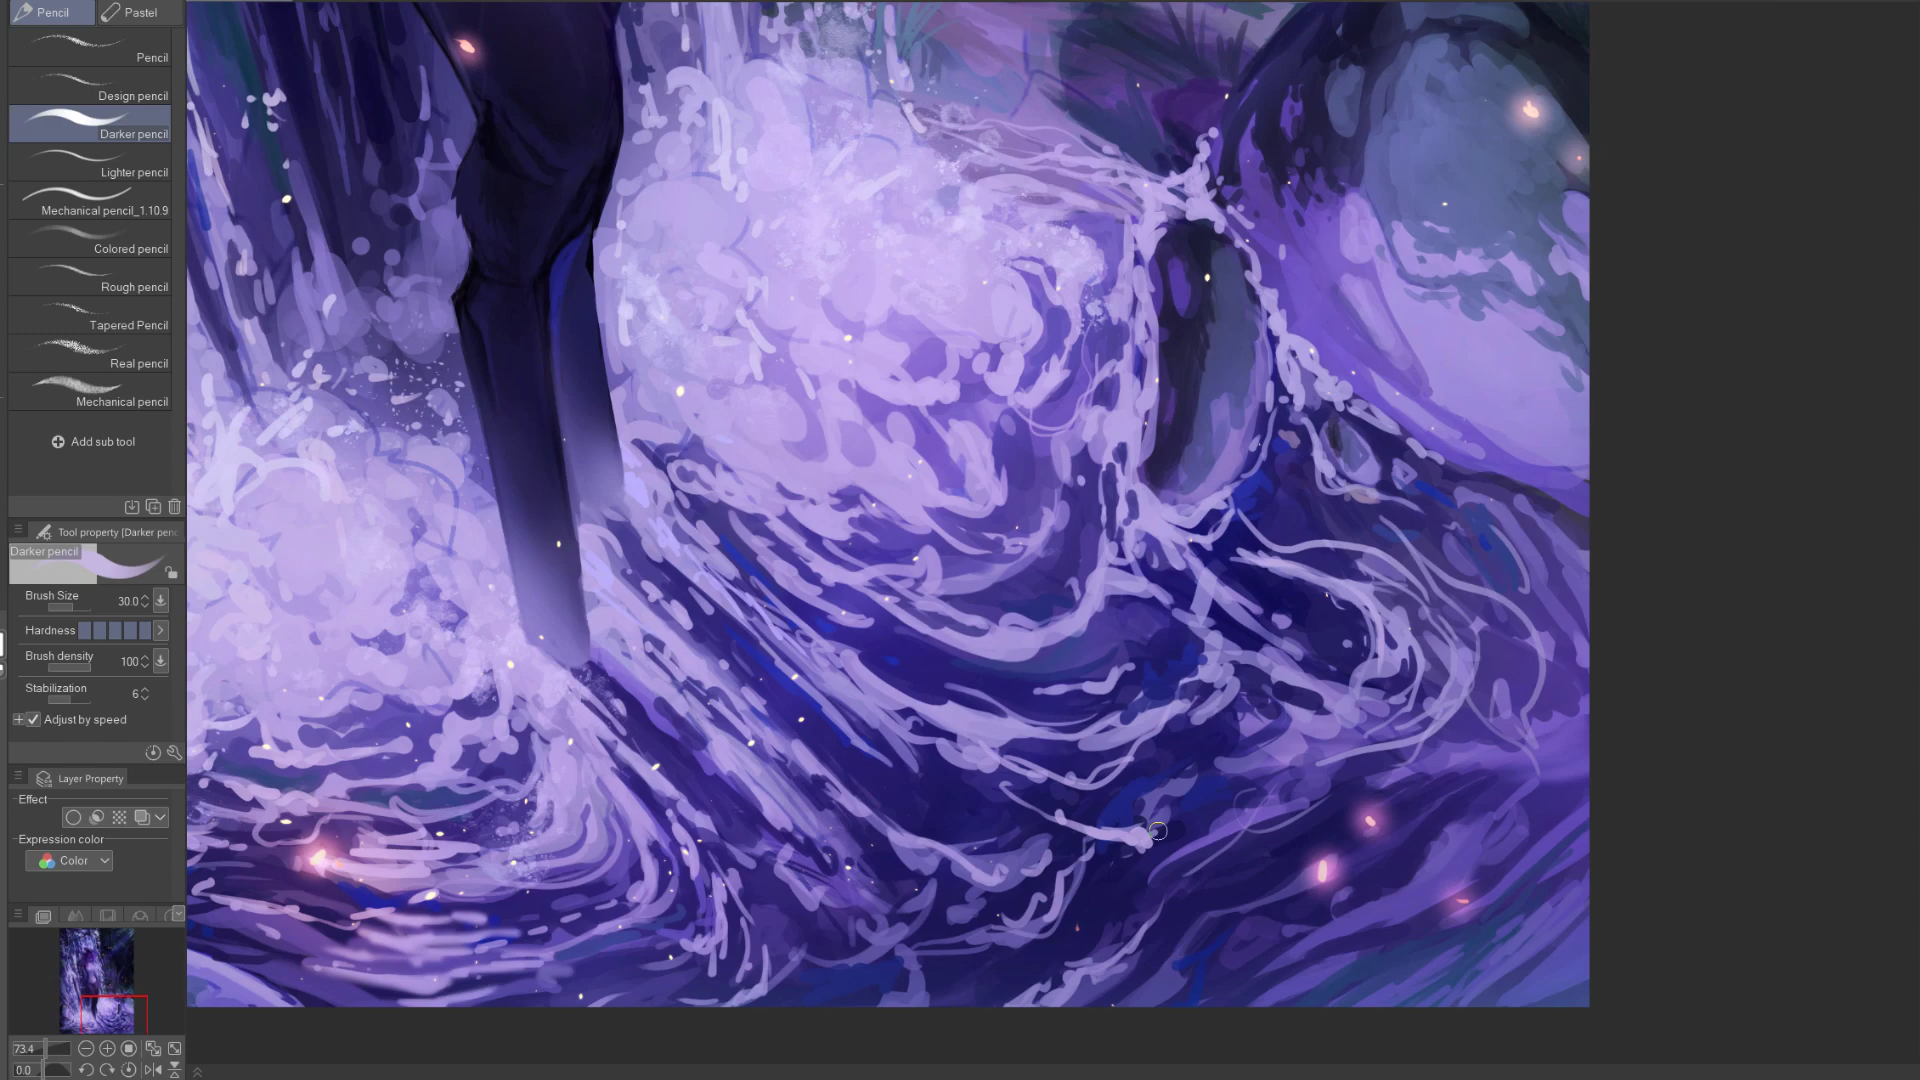 Pencil
Pastel
Pencil
Design pencil
Darker pencil
Lighter pencil
Mechanical pencil_1.10.9
Colored pencil
Rough pencil
Tapered Pencil
Real pencil
Mechanical pencil
Add sub tool
Tool property [Darker penc
Darker pencil
Brush Size 30.0
Hardness
Brush density 100
Stabilization 6
Adjust by speed
Layer Property
Effect
Expression color
Color
73.4
0.0